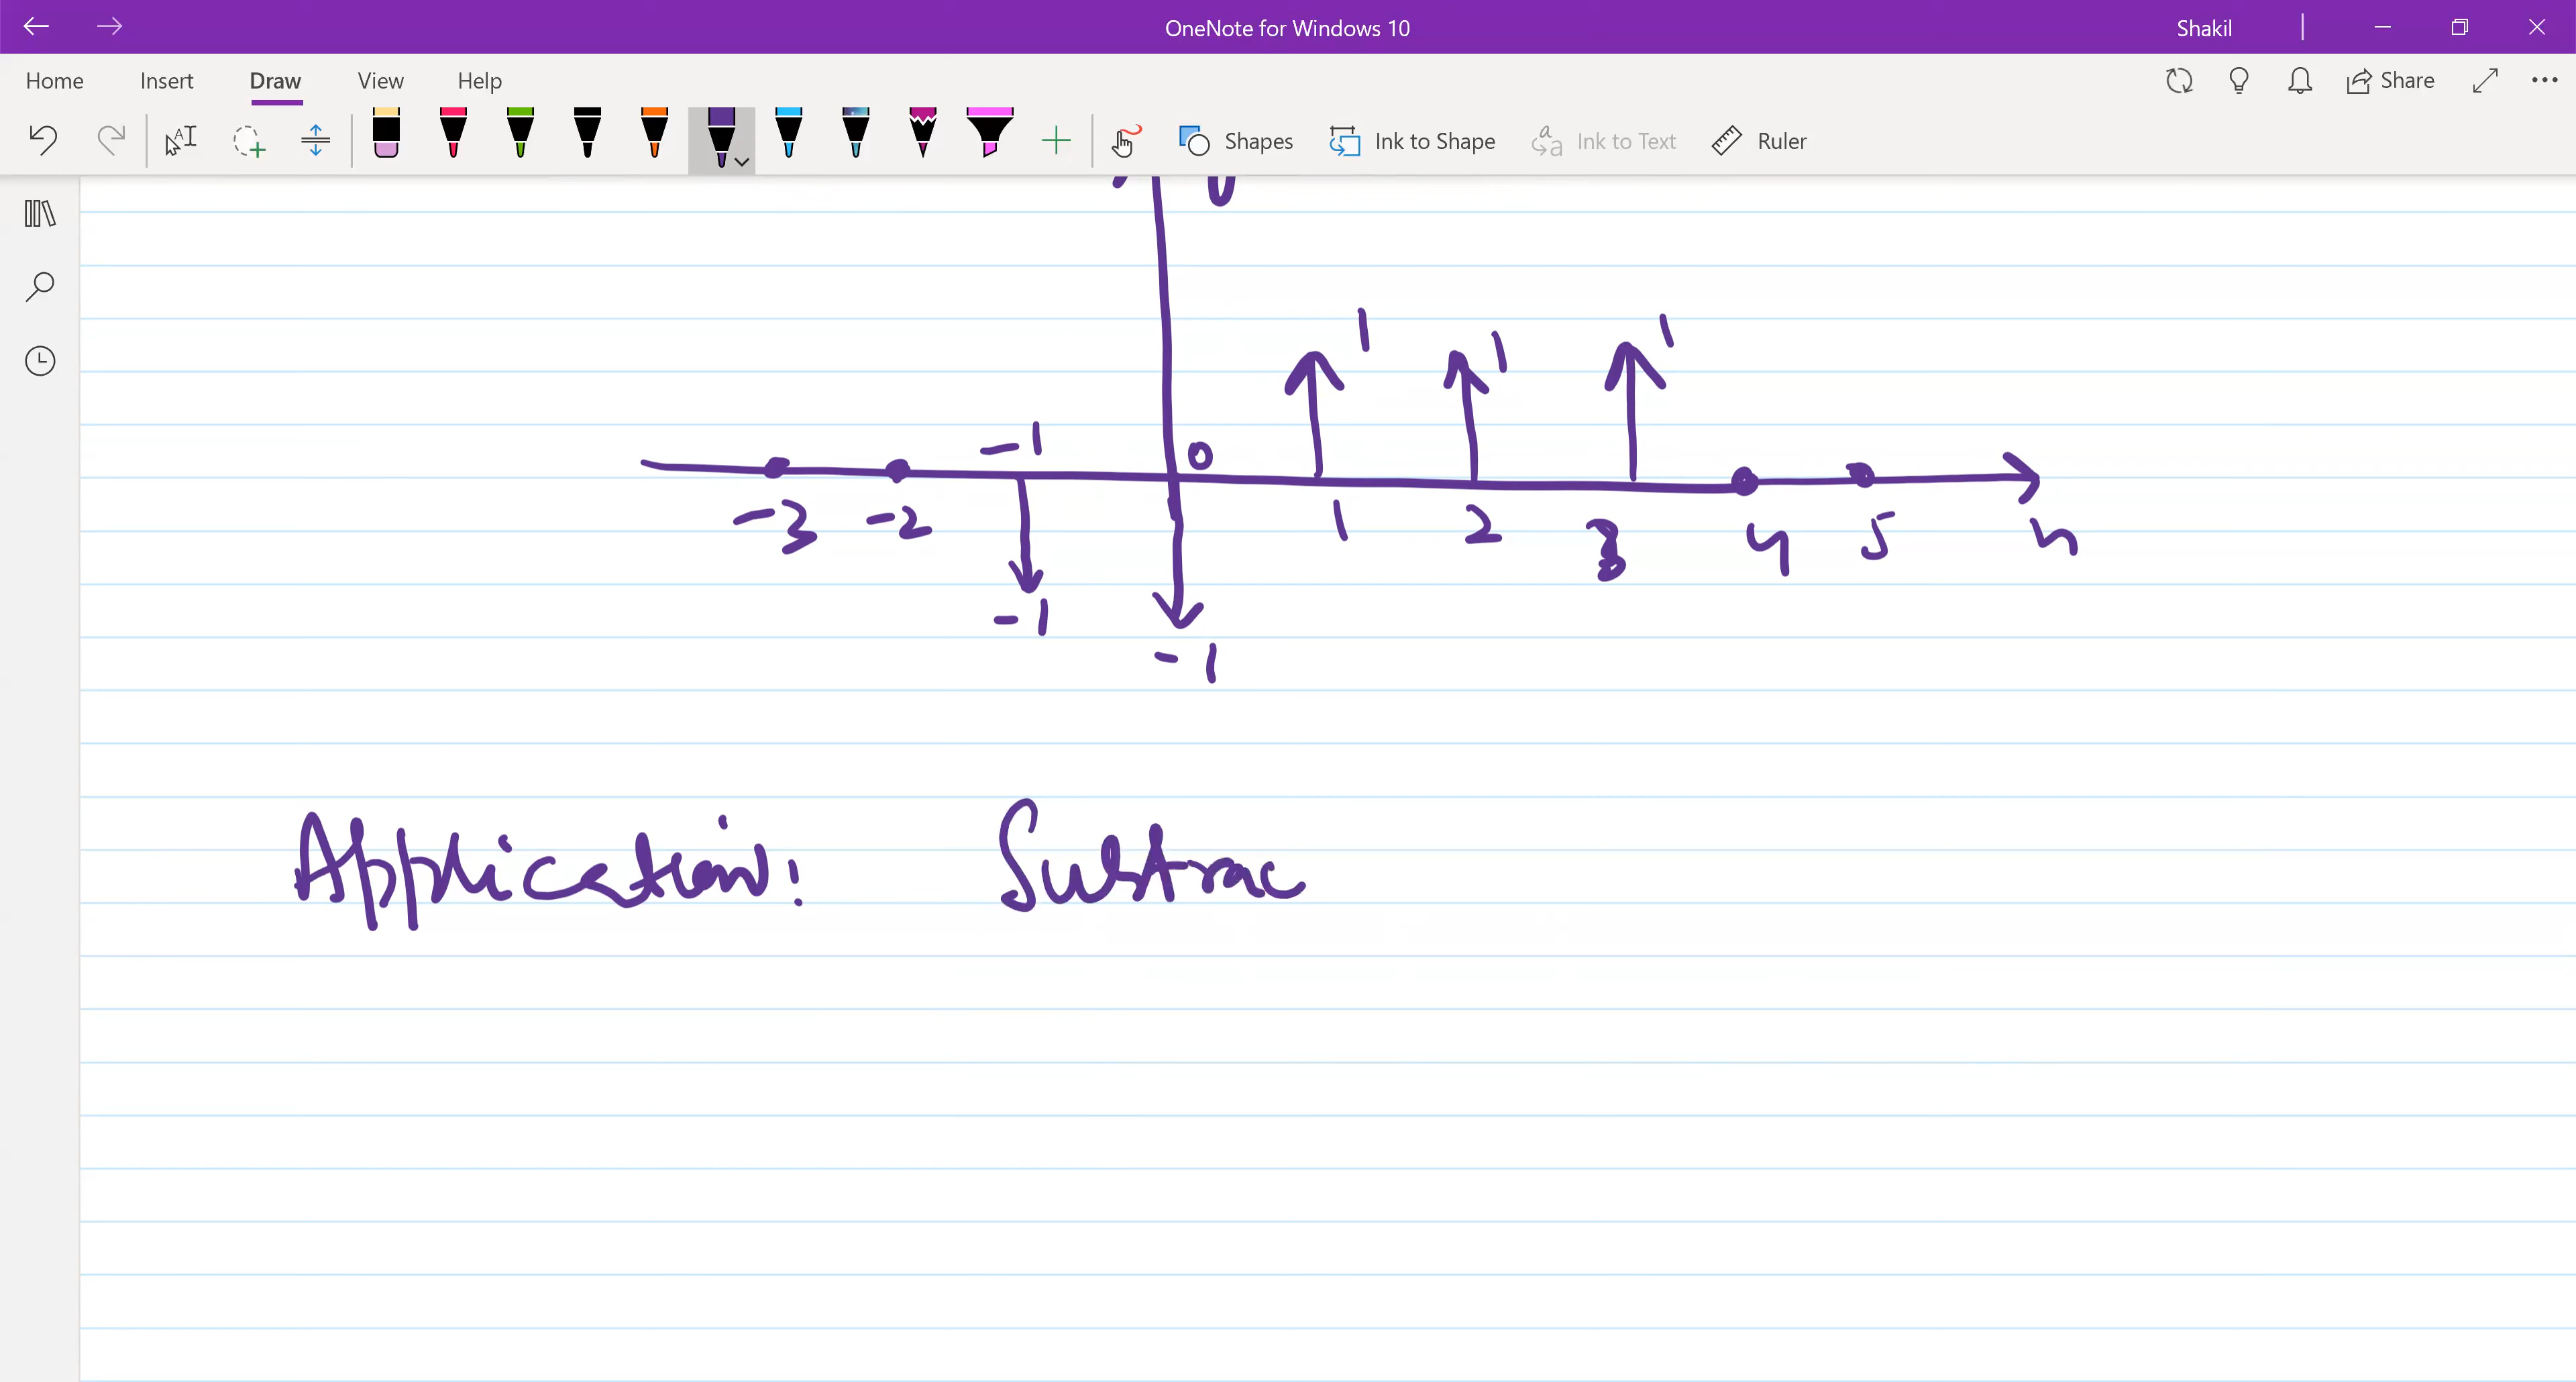 OneNote for Windows 10 Shakil
Home Insert Draw View Help Share
Shapes Ink to Shape Ink to Text Ruler
1 1 1
-1 0
-3 -2 1 2 3 4 5 n
-1
-1
Application: Subtrac